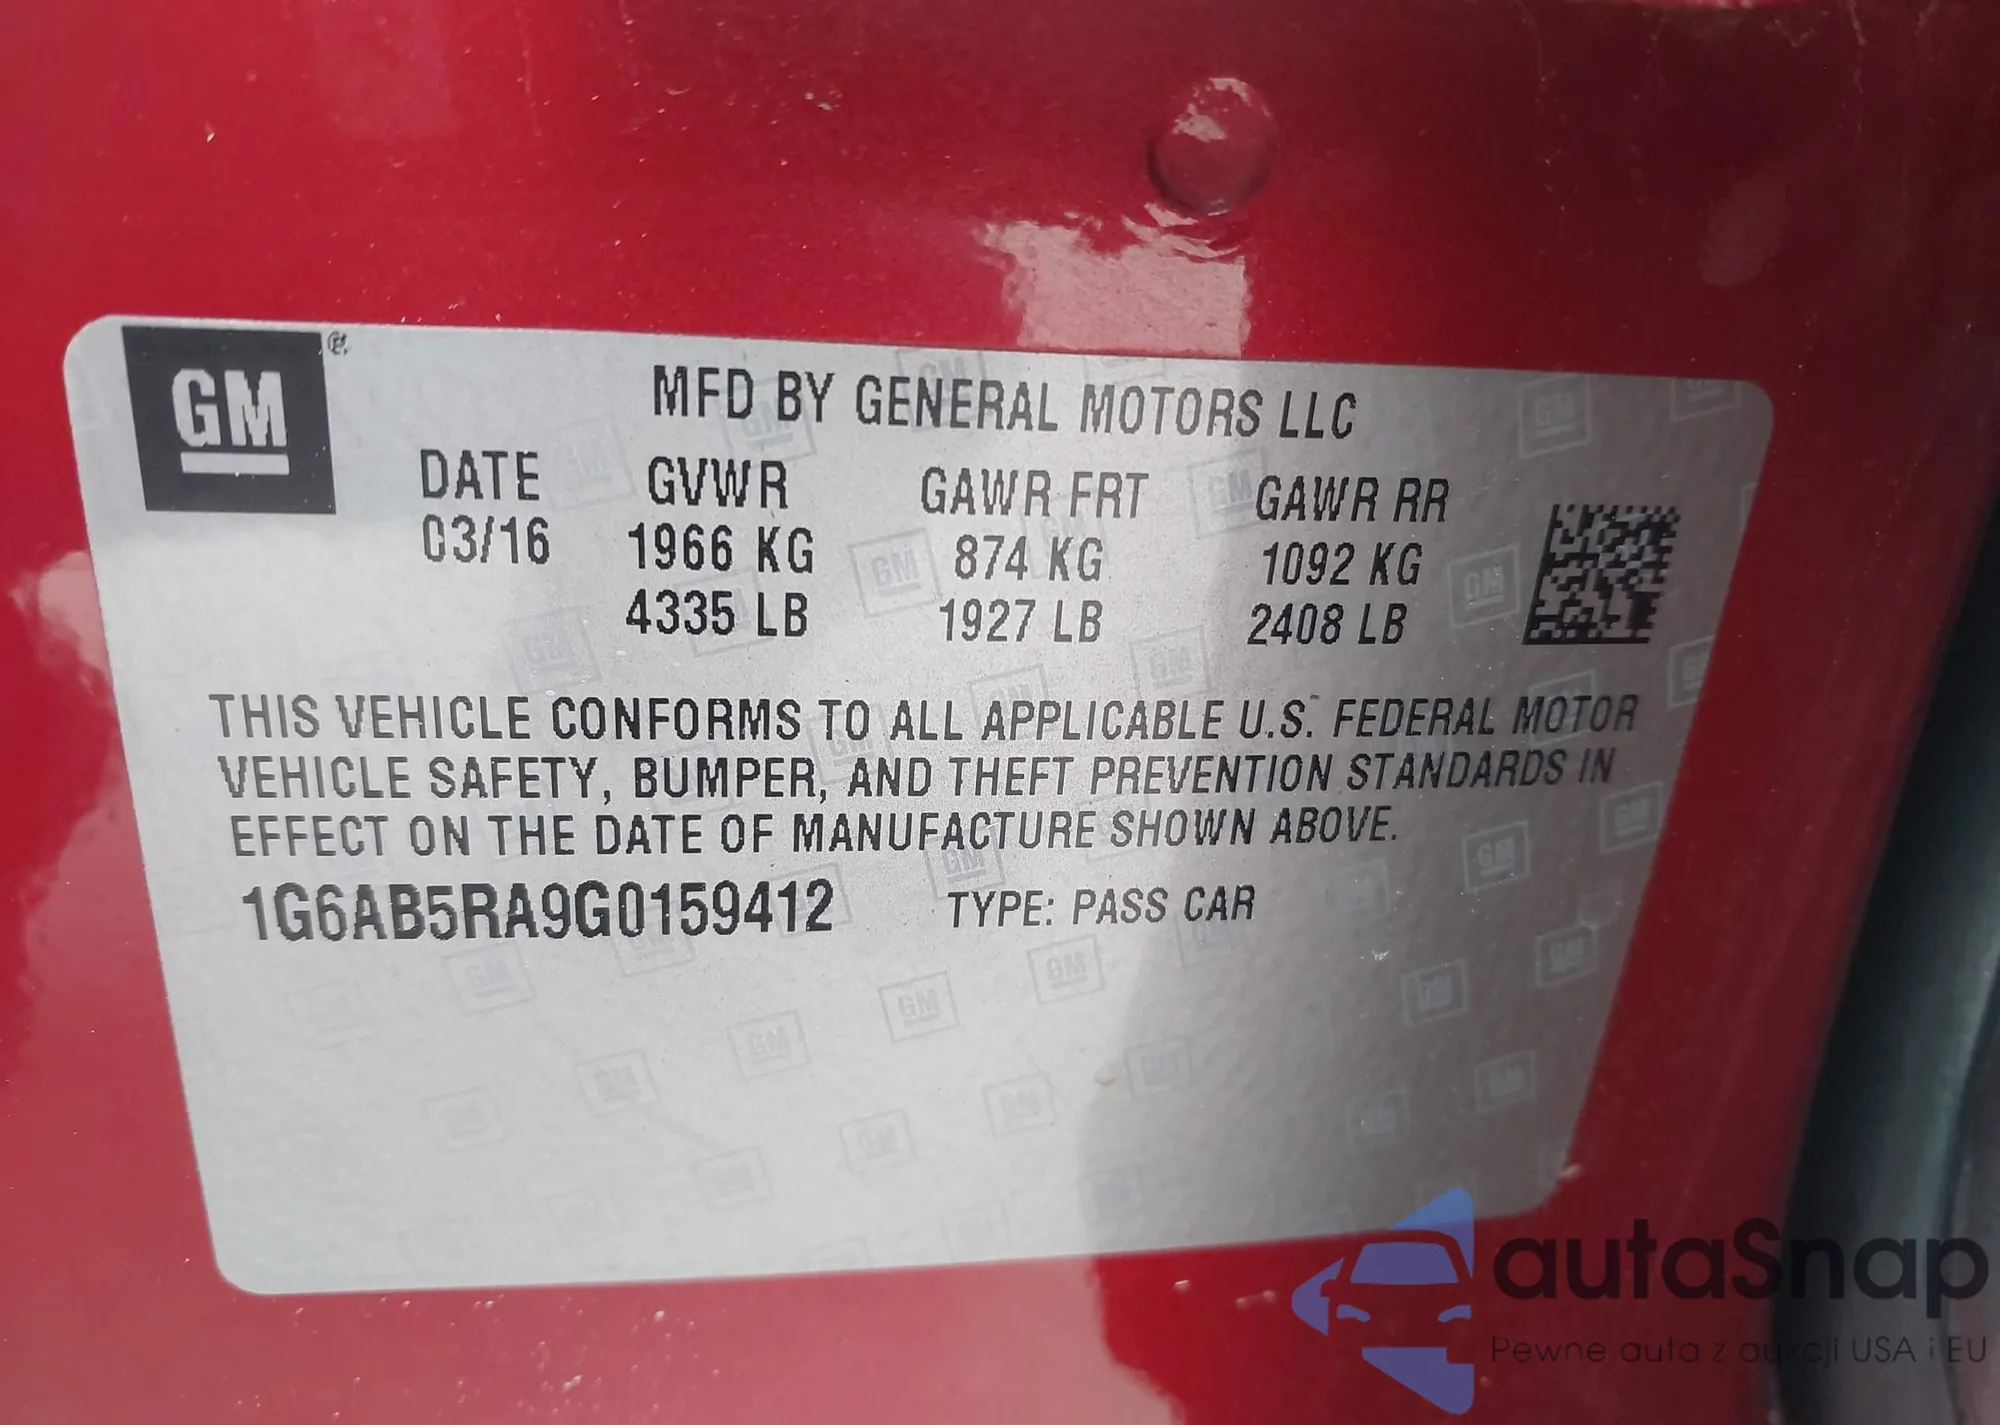 GM
MFD BY GENERAL MOTORS LLC
DATE GVWR GAWR FRT GAWR RR
03/16 1966 KG 874 KG 1092 KG
4335 LB 1927 LB 2408 LB
THIS VEHICLE CONFORMS TO ALL APPLICABLE U.S. FEDERAL MOTOR
VEHICLE SAFETY, BUMPER, AND THEFT PREVENTION STANDARDS IN
EFFECT ON THE DATE OF MANUFACTURE SHOWN ABOVE.
1G6AB5RA9G0159412 TYPE: PASS CAR
autaSnap
Pewne auta z aukcji USA i EU